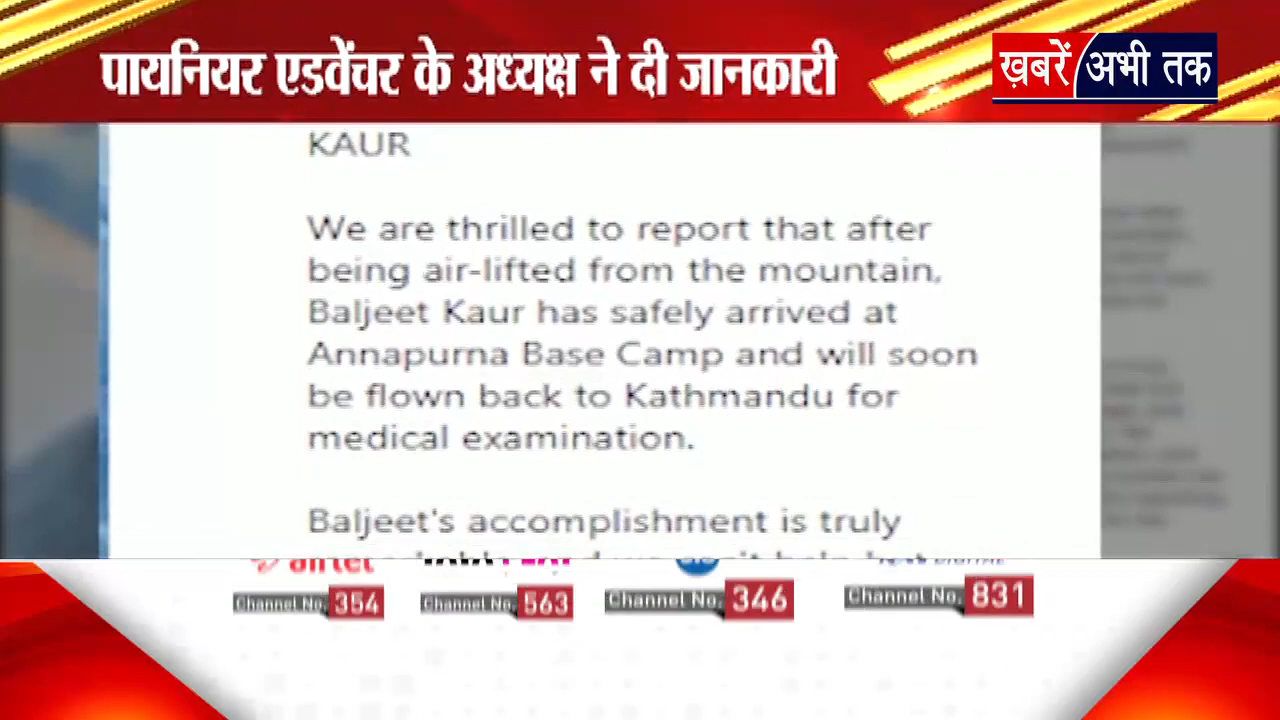 पायनियर एडवेंचर के अध्यक्ष ने दी जानकारी
ख़बरें अभी तक
KAUR
We are thrilled to report that after
being air-lifted from the mountain,
Baljeet Kaur has safely arrived at
Annapurna Base Camp and will soon
be flown back to Kathmandu for
medical examination.
Baljeet's accomplishment is truly
airtel
Channel No. 354
Channel No. 563
Channel No. 346
Channel No. 831